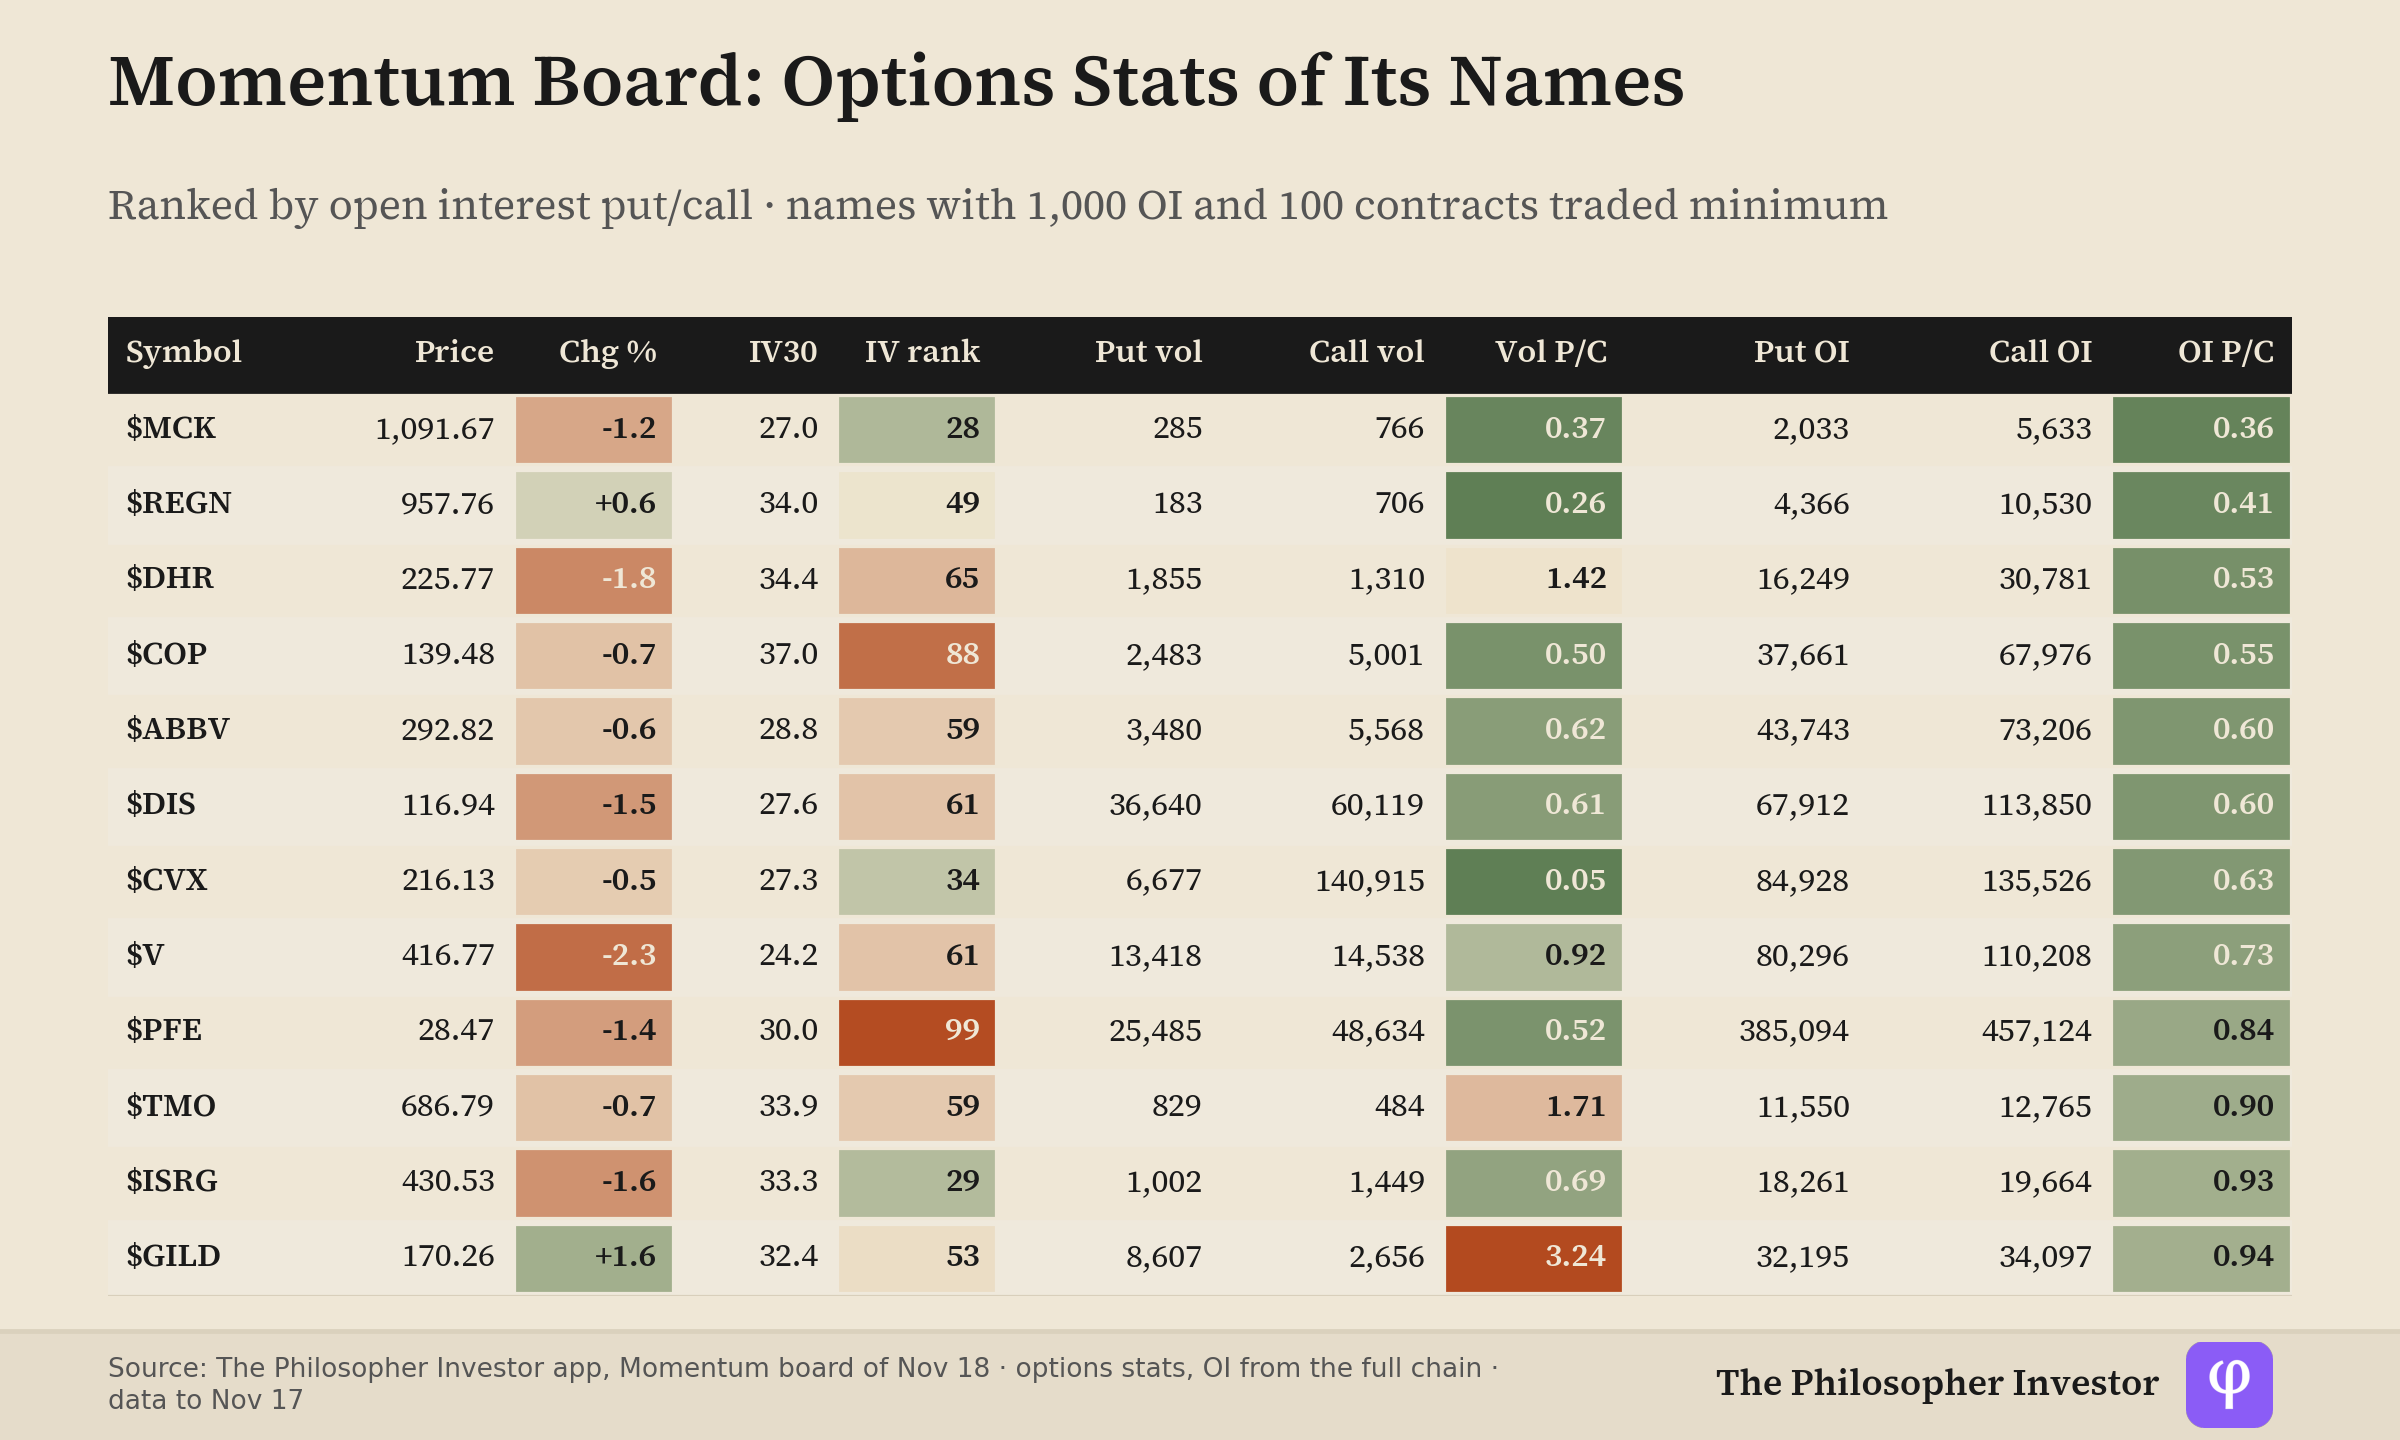 Momentum Board: Options Stats of Its Names
Ranked by open interest put/call · names with 1,000 OI and 100 contracts traded minimum
Symbol Price Chg % IV30 IV rank Put vol Call vol Vol P/C Put OI Call OI OI P/C
$MCK 1,091.67 -1.2 27.0 28 285 766 0.37 2,033 5,633 0.36
$REGN 957.76 +0.6 34.0 49 183 706 0.26 4,366 10,530 0.41
$DHR 225.77 -1.8 34.4 65 1,855 1,310 1.42 16,249 30,781 0.53
$COP 139.48 -0.7 37.0 88 2,483 5,001 0.50 37,661 67,976 0.55
$ABBV 292.82 -0.6 28.8 59 3,480 5,568 0.62 43,743 73,206 0.60
$DIS 116.94 -1.5 27.6 61 36,640 60,119 0.61 67,912 113,850 0.60
$CVX 216.13 -0.5 27.3 34 6,677 140,915 0.05 84,928 135,526 0.63
$V 416.77 -2.3 24.2 61 13,418 14,538 0.92 80,296 110,208 0.73
$PFE 28.47 -1.4 30.0 99 25,485 48,634 0.52 385,094 457,124 0.84
$TMO 686.79 -0.7 33.9 59 829 484 1.71 11,550 12,765 0.90
$ISRG 430.53 -1.6 33.3 29 1,002 1,449 0.69 18,261 19,664 0.93
$GILD 170.26 +1.6 32.4 53 8,607 2,656 3.24 32,195 34,097 0.94
Source: The Philosopher Investor app, Momentum board of Nov 18 · options stats, OI from the full chain ·
data to Nov 17
The Philosopher Investor φ